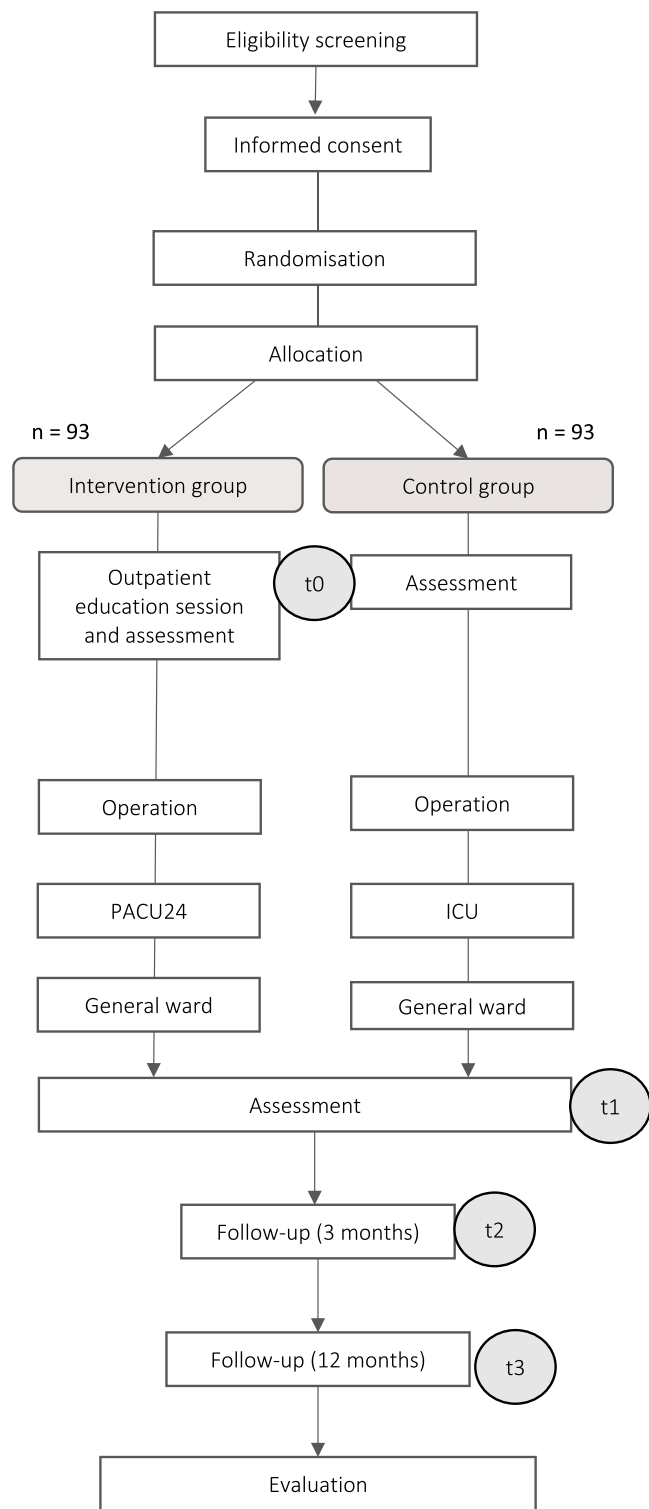 Eligibility screening
Informed consent
Randomisation
Allocation
n = 93
n = 93
Intervention group
Control group
Outpatient
education session
and assessment
t0
Assessment
Operation
Operation
PACU24
ICU
General ward
General ward
Assessment
t1
Follow-up (3 months)
t2
Follow-up (12 months)
t3
Evaluation